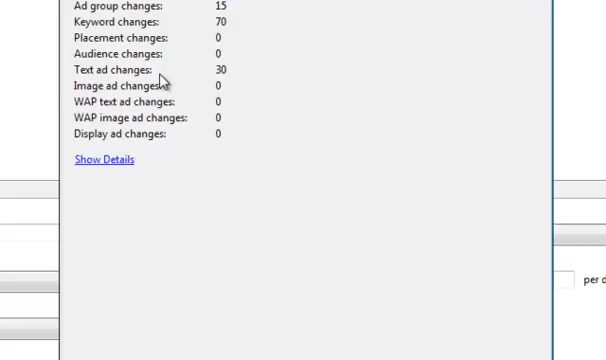 Ad group changes: 15
Keyword changes: 70
Placement changes: 0
Audience changes: 0
Text ad changes: 30
Image ad changes: 0
WAP text ad changes: 0
WAP image ad changes: 0
Display ad changes: 0
Show Details
per d